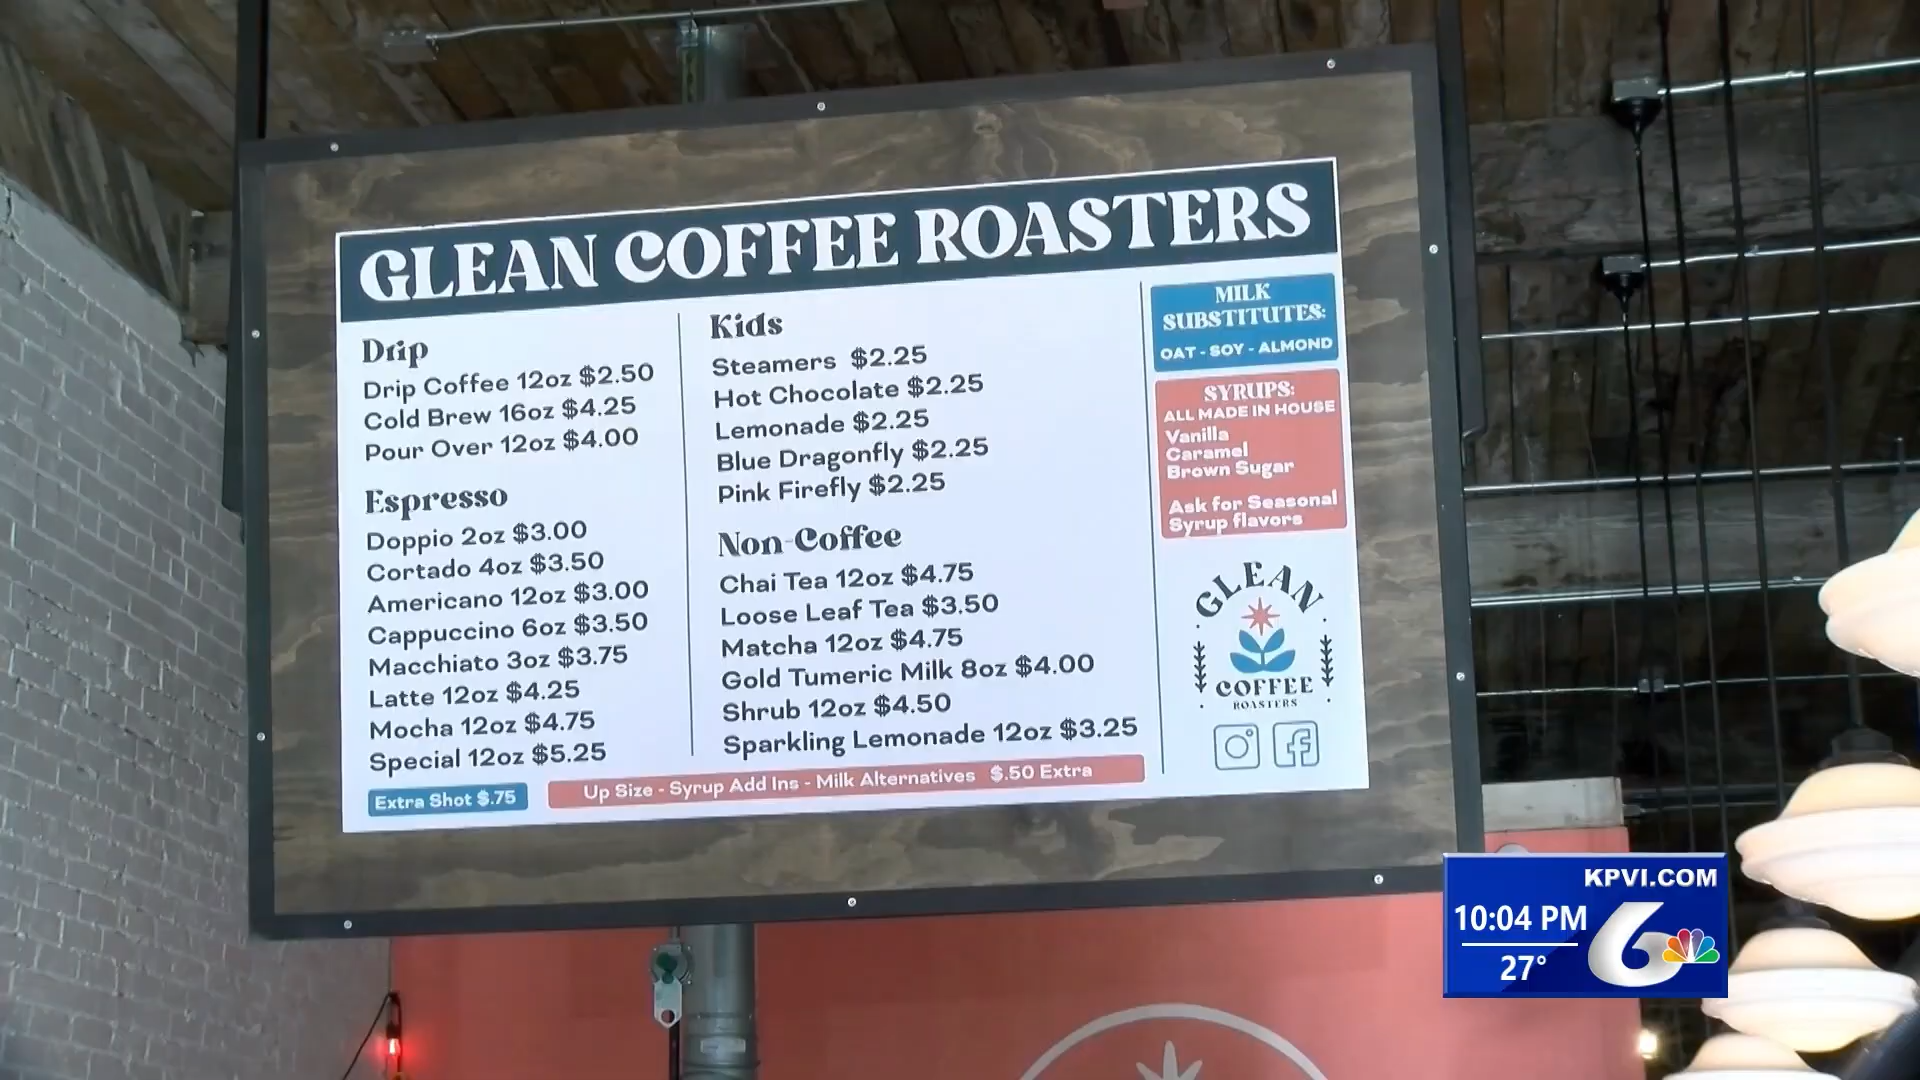 GLEAN COFFEE ROASTERS
Drip
Drip Coffee 12oz $2.50
Cold Brew 16oz $4.25
Pour Over 12oz $4.00
Espresso
Doppio 2oz $3.00
Cortado 4oz $3.50
Americano 12oz $3.00
Cappuccino 6oz $3.50
Macchiato 3oz $3.75
Latte 12oz $4.25
Mocha 12oz $4.75
Special 12oz $5.25
Extra Shot $.75
Kids
Steamers $2.25
Hot Chocolate $2.25
Lemonade $2.25
Blue Dragonfly $2.25
Pink Firefly $2.25
Non-Coffee
Chai Tea 12oz $4.75
Loose Leaf Tea $3.50
Matcha 12oz $4.75
Gold Tumeric Milk 8oz $4.00
Shrub 12oz $4.50
Sparkling Lemonade 12oz $3.25
Up Size - Syrup Add Ins - Milk Alternatives $.50 Extra
MILK
SUBSTITUTES:
OAT - SOY - ALMOND
SYRUPS:
ALL MADE IN HOUSE
Vanilla
Caramel
Brown Sugar
Ask for Seasonal
Syrup flavors
GLEAN
COFFEE
ROASTERS
KPVI.COM
10:04 PM
27°
6